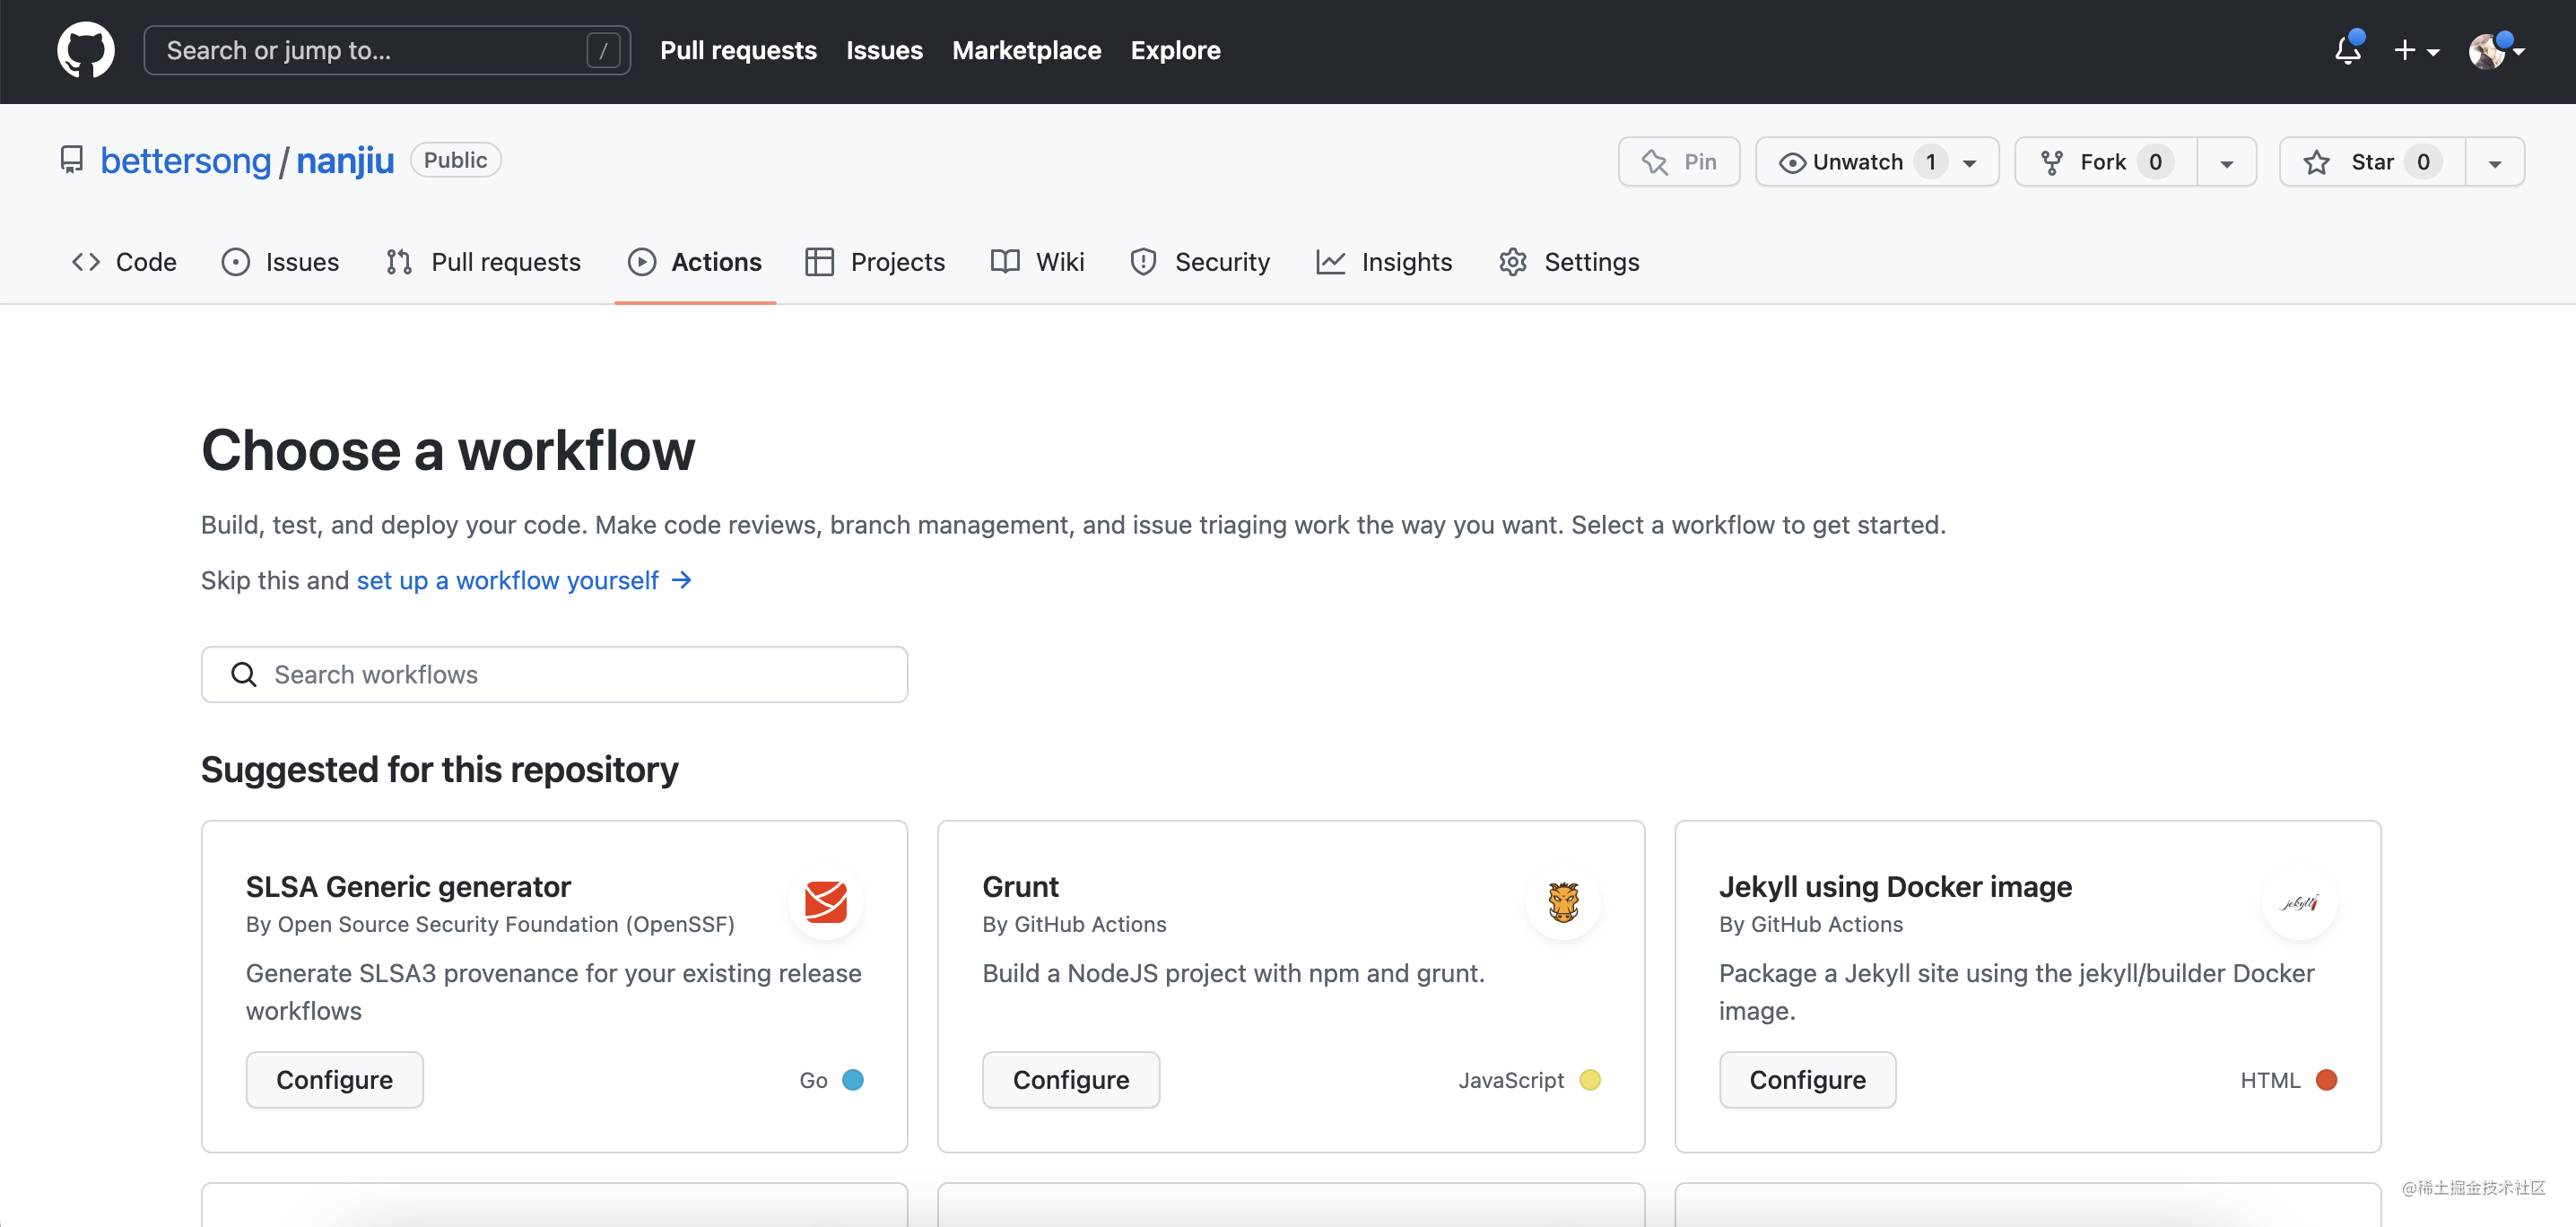 Search or jump to... /
Pull requests Issues Marketplace Explore
bettersong / nanjiu Public
Pin Unwatch 1 Fork 0 Star 0
Code Issues Pull requests Actions Projects Wiki Security Insights Settings
Choose a workflow
Build, test, and deploy your code. Make code reviews, branch management, and issue triaging work the way you want. Select a workflow to get started.
Skip this and set up a workflow yourself →
Search workflows
Suggested for this repository
SLSA Generic generator
By Open Source Security Foundation (OpenSSF)
Generate SLSA3 provenance for your existing release
workflows
Configure Go
Grunt
By GitHub Actions
Build a NodeJS project with npm and grunt.
Configure JavaScript
Jekyll using Docker image
By GitHub Actions
jekyll
Package a Jekyll site using the jekyll/builder Docker
image.
Configure HTML
@稀土掘金技术社区